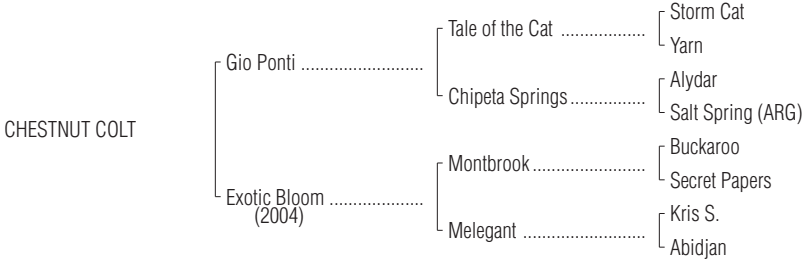 Storm Cat
Tale of the Cat ..................
Yarn
Gio Ponti ..........................
Alydar
Chipeta Springs................
Salt Spring (ARG)
CHESTNUT COLT
Buckaroo
Montbrook........................
Secret Papers
Exotic Bloom ....................
(2004)
Kris S.
Melegant ..........................
Abidjan